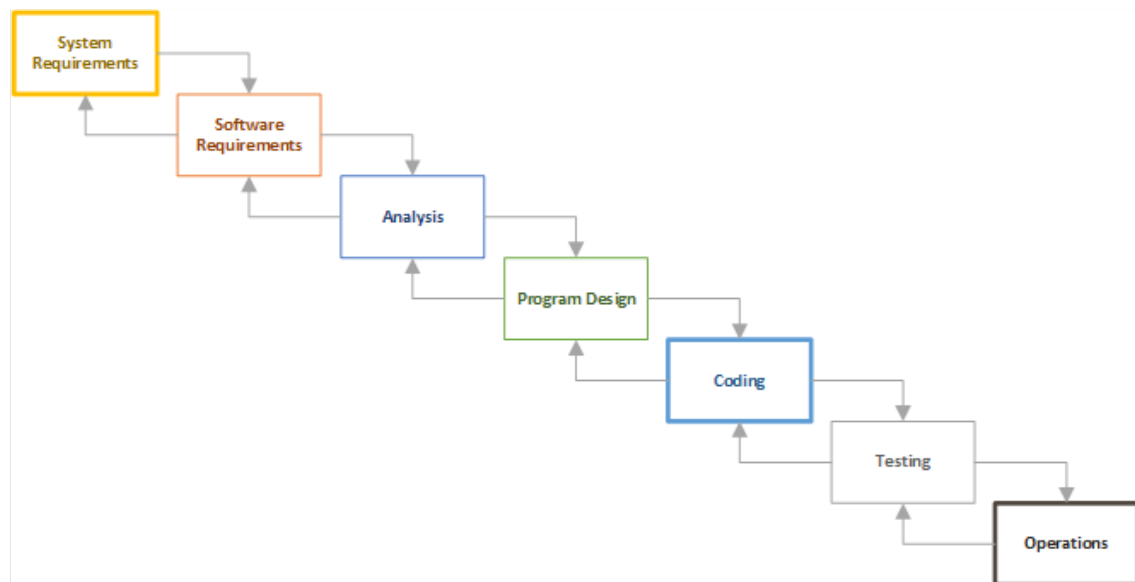 System
Requirements
Software
Requirements
Analysis
Program Design
Coding
Testing
Operations